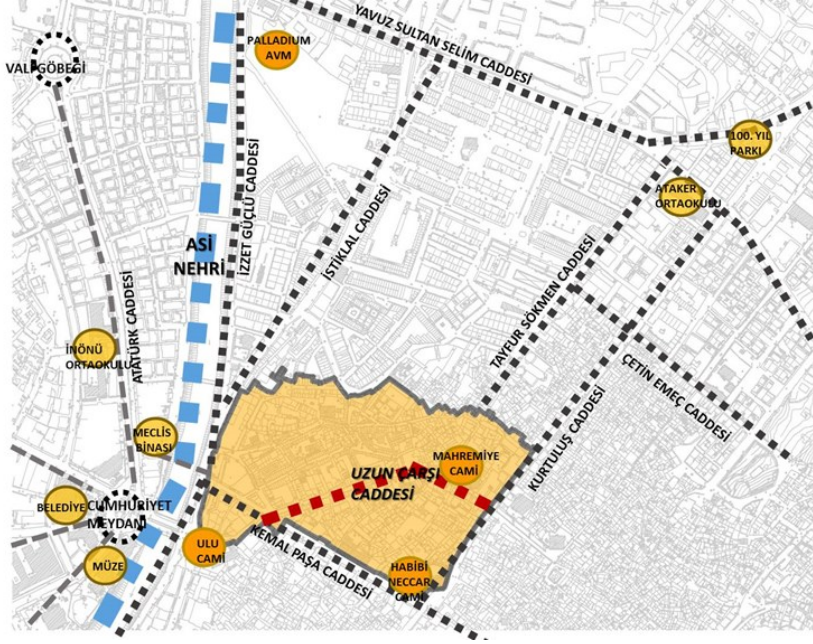 YAVUZ SULTAN SELİM CADDESİ
PALLADIUM
AVM
VALİ GÖBEĞİ
100. YIL
PARKI
ATAKER
ORTAOKULU
İZZET GÜÇLÜ CADDESİ
İSTİKLAL CADDESİ
ASİ
NEHRİ
TAYFUR SÖKMEN CADDESİ
ATATÜRK CADDESİ
İNÖNÜ
ORTAOKULU
ÇETİN EMEÇ CADDESİ
KURTULUŞ CADDESİ
MECLİS
BİNASI
MAHREMİYE
CAMİ
UZUN ÇARŞI
CADDESİ
BELEDİYE
CUMHURİYET
MEYDANI
ULU
CAMİ
KEMAL PAŞA CADDESİ
MÜZE
HABİBİ
NECCAR
CAMİ